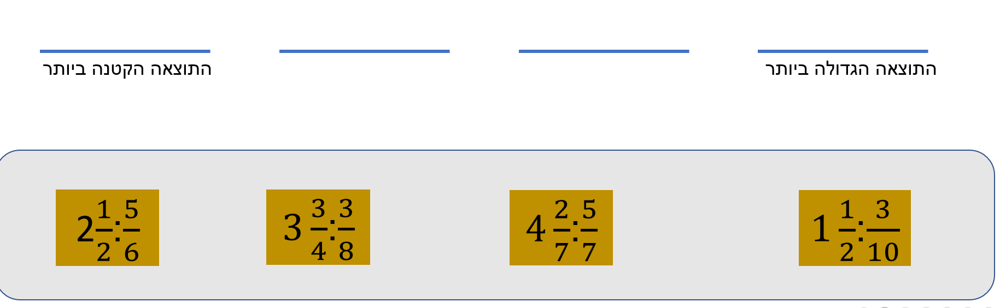 התוצאה הגדולה ביותר
התוצאה הקטנה ביותר
2 1/2 : 5/6
3 3/4 : 3/8
4 2/7 : 5/7
1 1/2 : 3/10